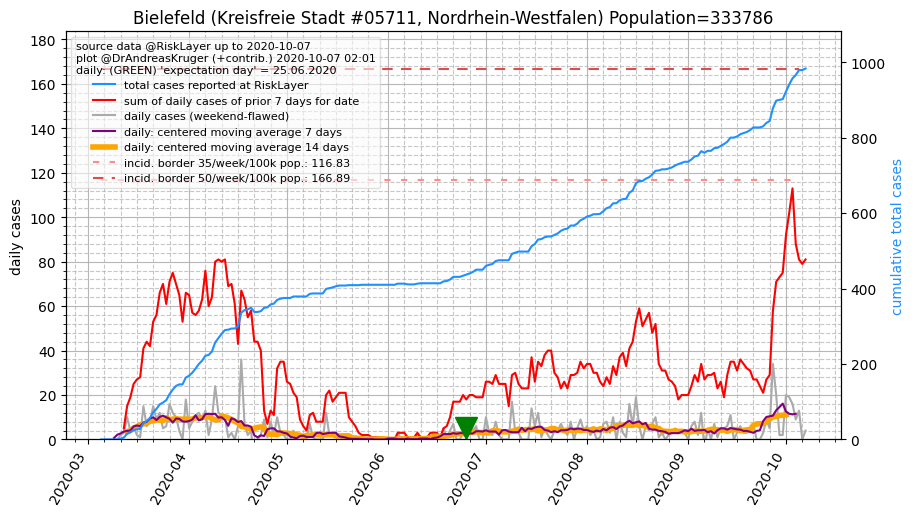 Bielefeld (Kreisfreie Stadt #05711, Nordrhein-Westfalen) Population=333786
source data @RiskLayer up to 2020-10-07
plot @DrAndreasKruger (+contrib.) 2020-10-07 02:01
daily: (GREEN) 'expectation day' = 25.06.2020
total cases reported at RiskLayer
sum of daily cases of prior 7 days for date
daily cases (weekend-flawed)
daily: centered moving average 7 days
daily: centered moving average 14 days
incid. border 35/week/100k pop.: 116.83
incid. border 50/week/100k pop.: 166.89
daily cases
180
160
140
120
100
80
60
40
20
0
cumulative total cases
1000
800
600
400
200
0
2020-03
2020-04
2020-05
2020-06
2020-07
2020-08
2020-09
2020-10